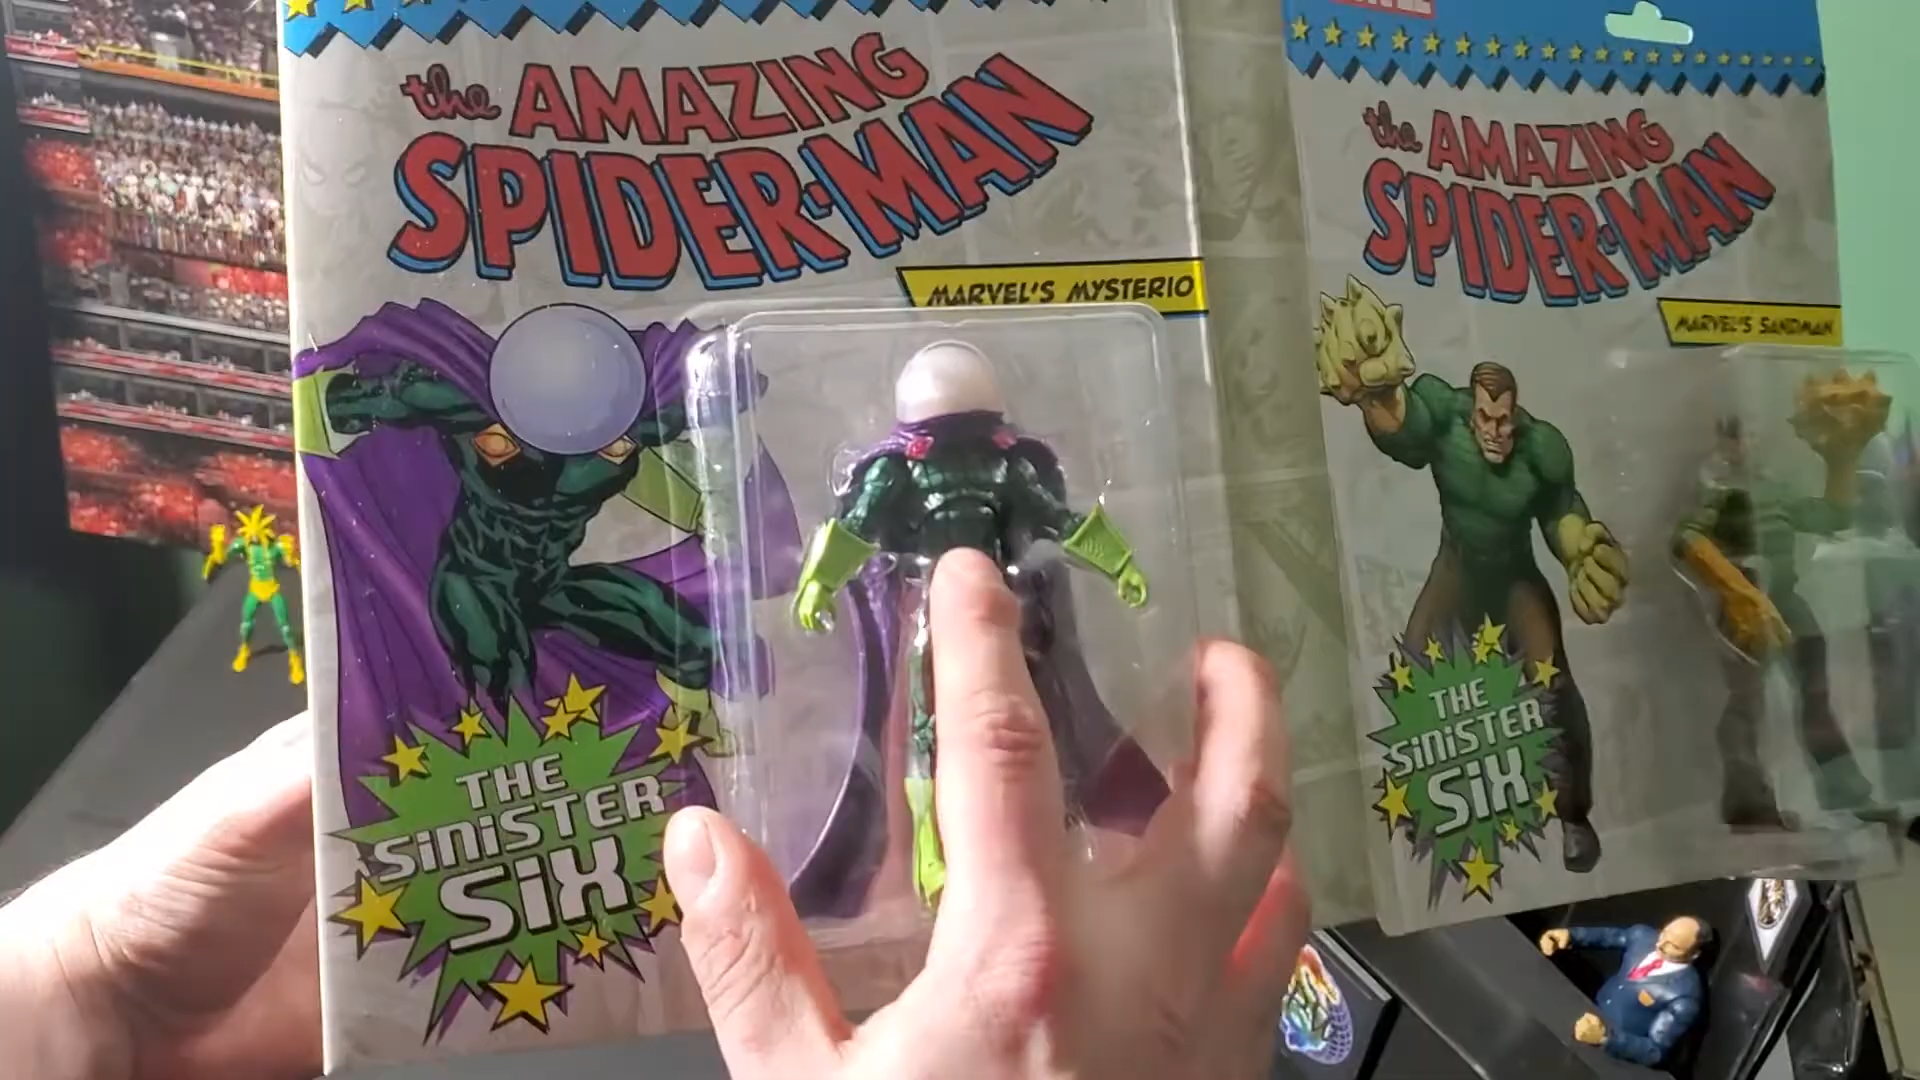 the AMAZING
SPIDER-MAN
MARVEL'S MYSTERIO
THE
SINISTER
SIX
the AMAZING
SPIDER-MAN
MARVEL'S SANDMAN
THE
SINISTER
SIX